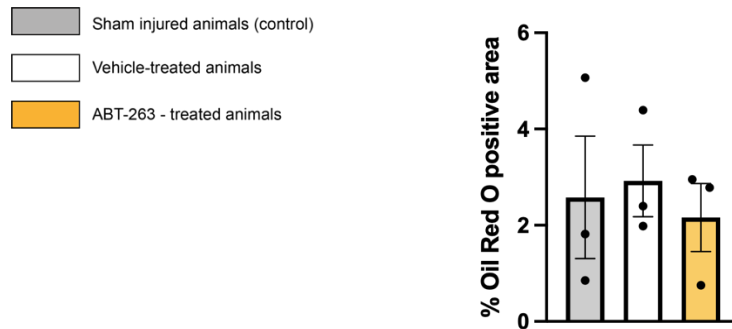 Sham injured animals (control)
Vehicle-treated animals
ABT-263 - treated animals
% Oil Red O positive area
6
4
2
0